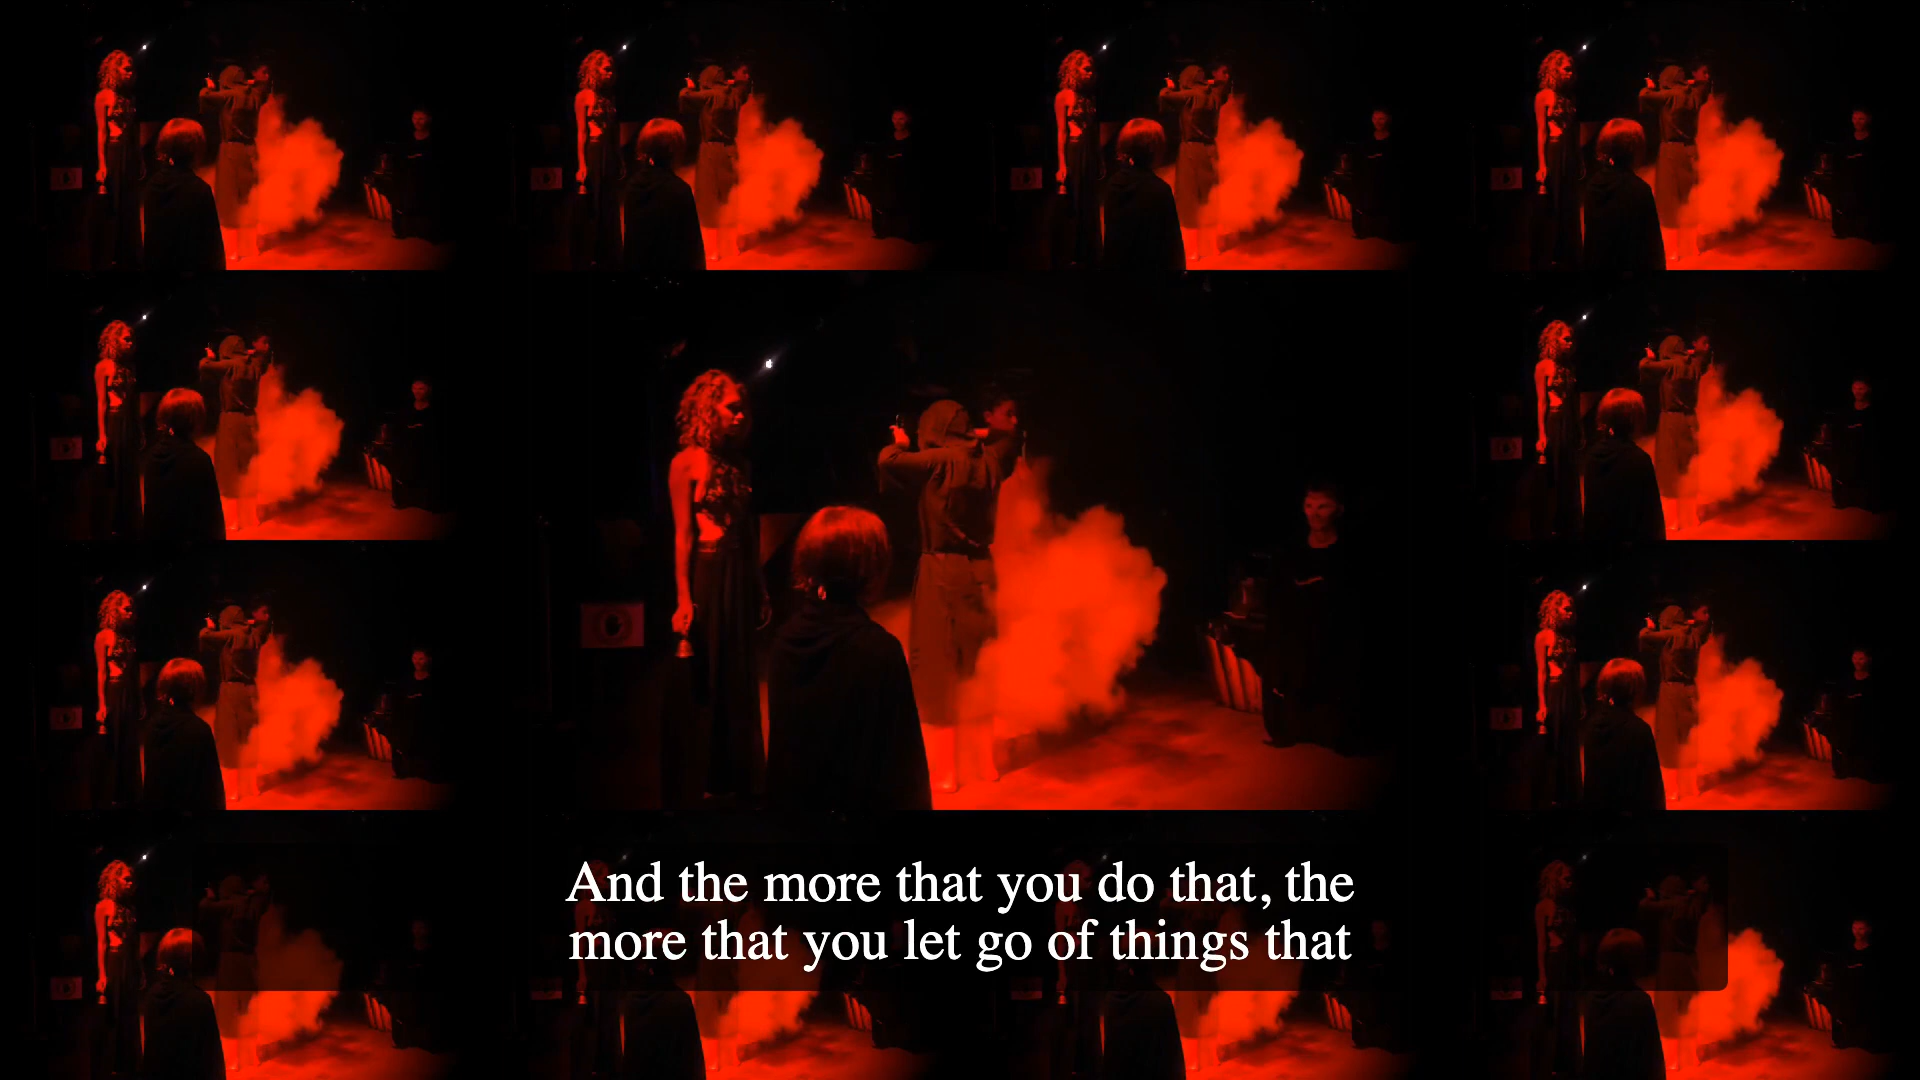 And the more that you do that, the
more that you let go of things that